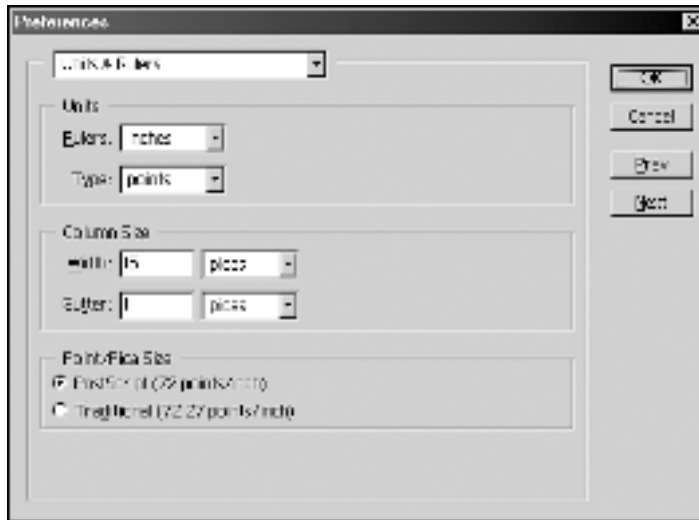 Preferences
Units & Rulers
OK
Cancel
Prev
Next
Units
Rulers: inches
Type: points
Column Size
Width: 15 picas
Gutter: 1 picas
Point/Pica Size
PostScript (72 points/inch)
Traditional (72.27 points/inch)